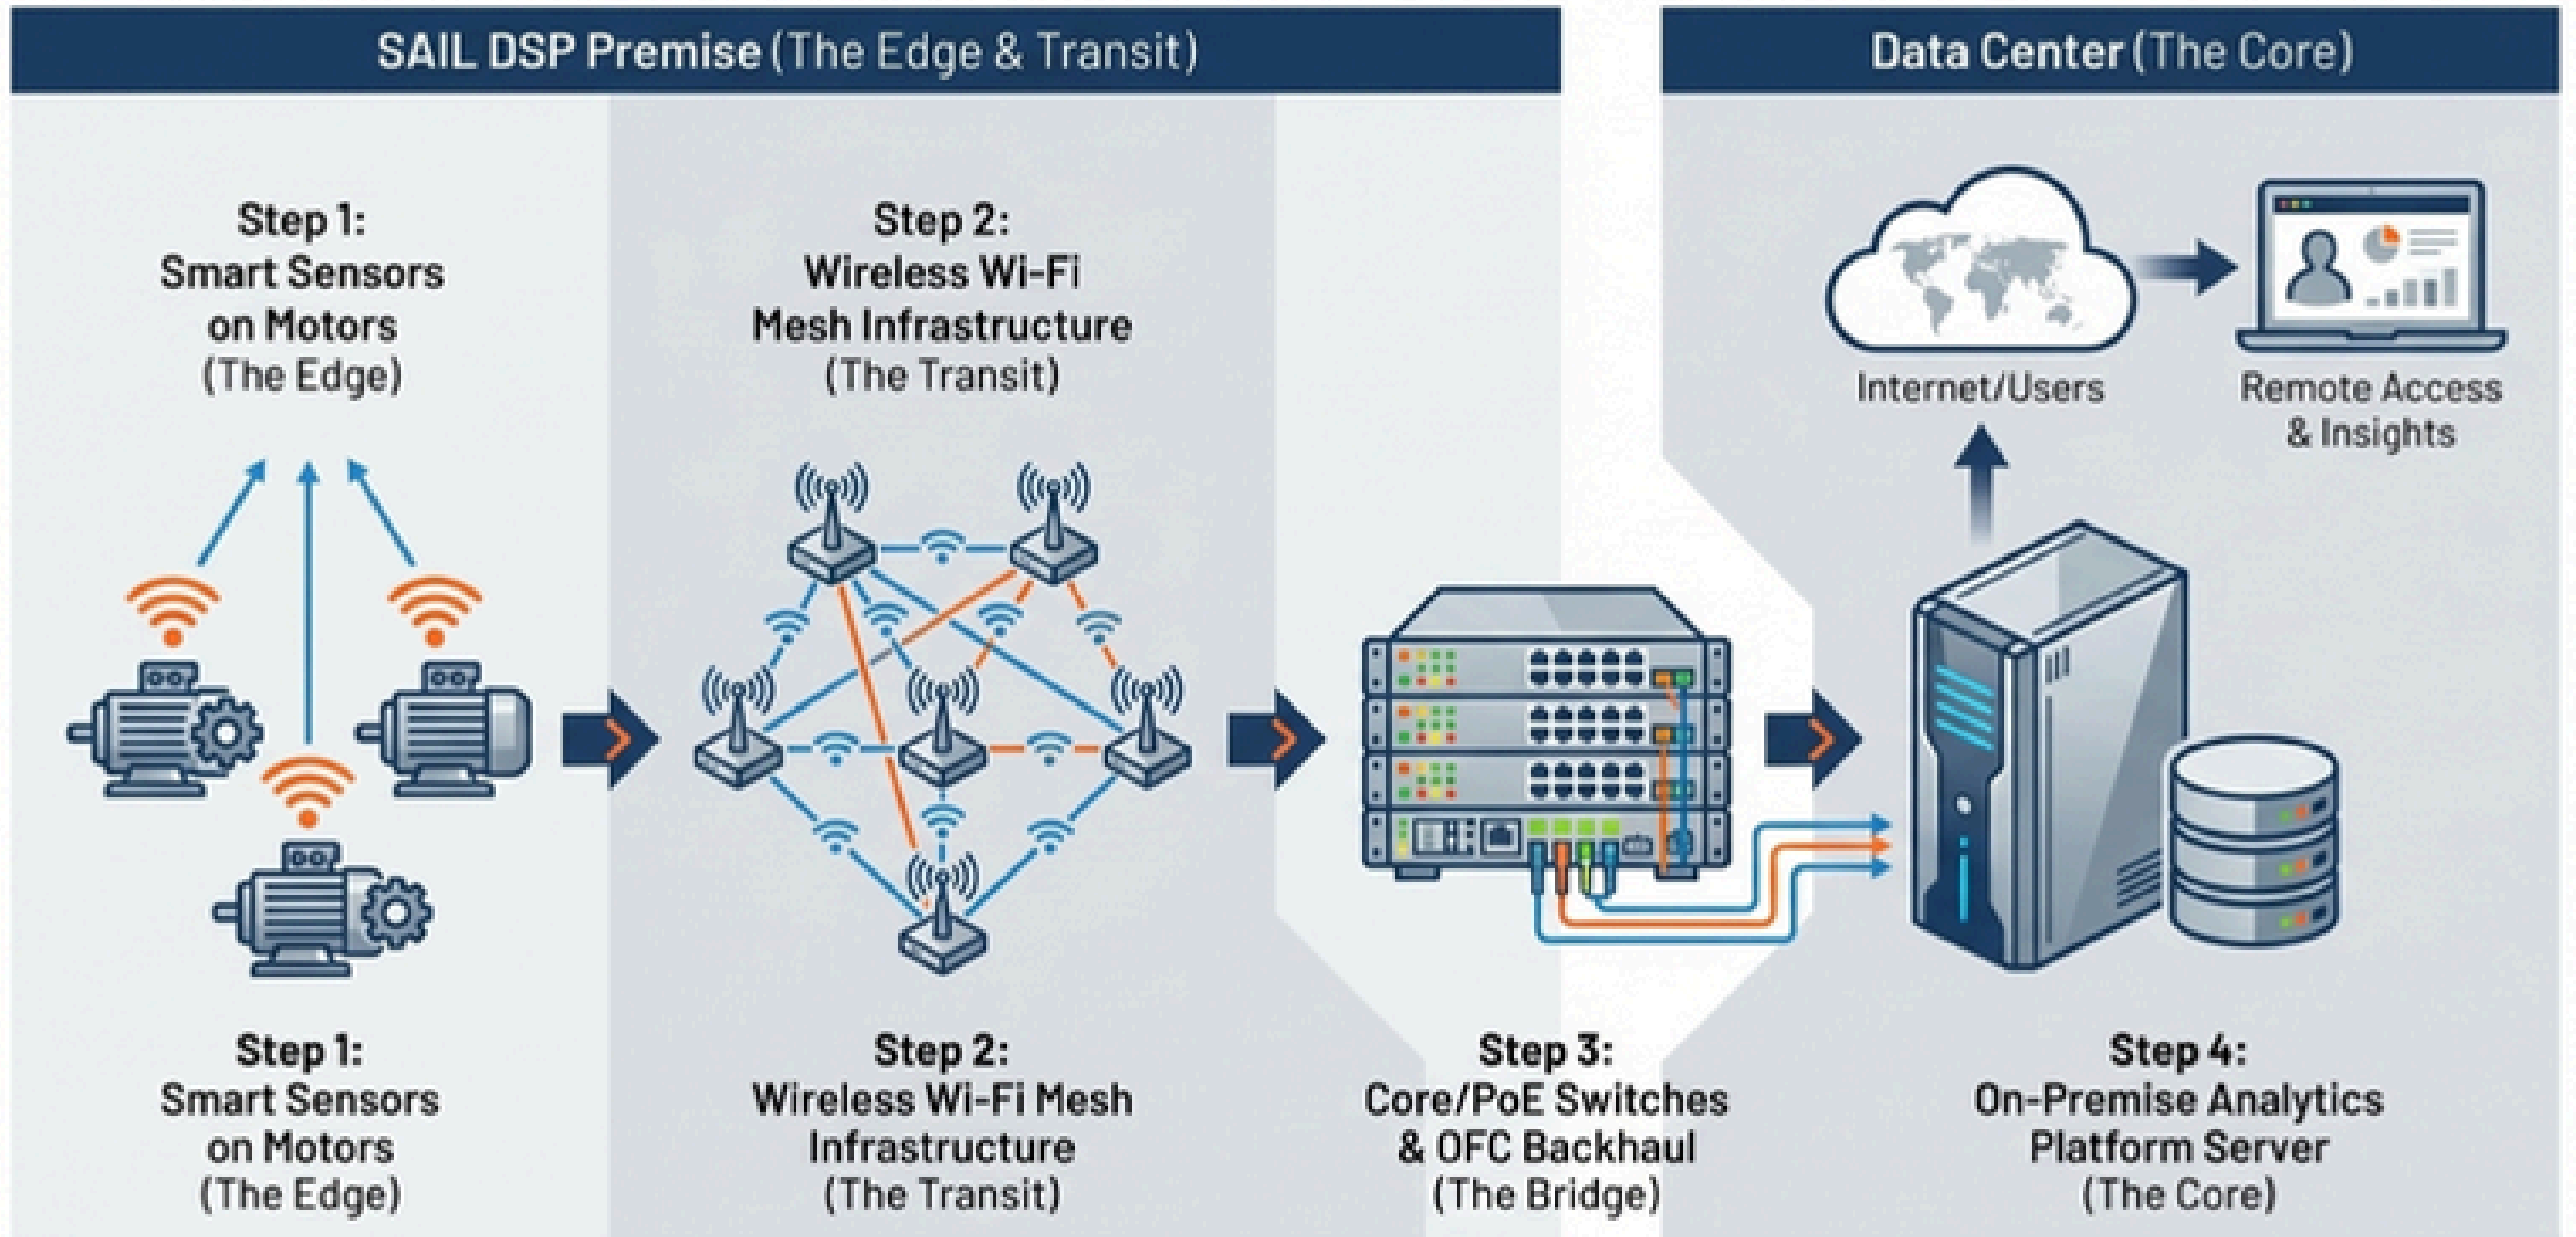 SAIL DSP Premise (The Edge & Transit)
Data Center (The Core)
Step 1:
Smart Sensors
on Motors
(The Edge)
Step 2:
Wireless Wi-Fi
Mesh Infrastructure
(The Transit)
Internet/Users
Remote Access
& Insights
Step 1:
Smart Sensors
on Motors
(The Edge)
Step 2:
Wireless Wi-Fi Mesh
Infrastructure
(The Transit)
Step 3:
Core/PoE Switches
& OFC Backhaul
(The Bridge)
Step 4:
On-Premise Analytics
Platform Server
(The Core)